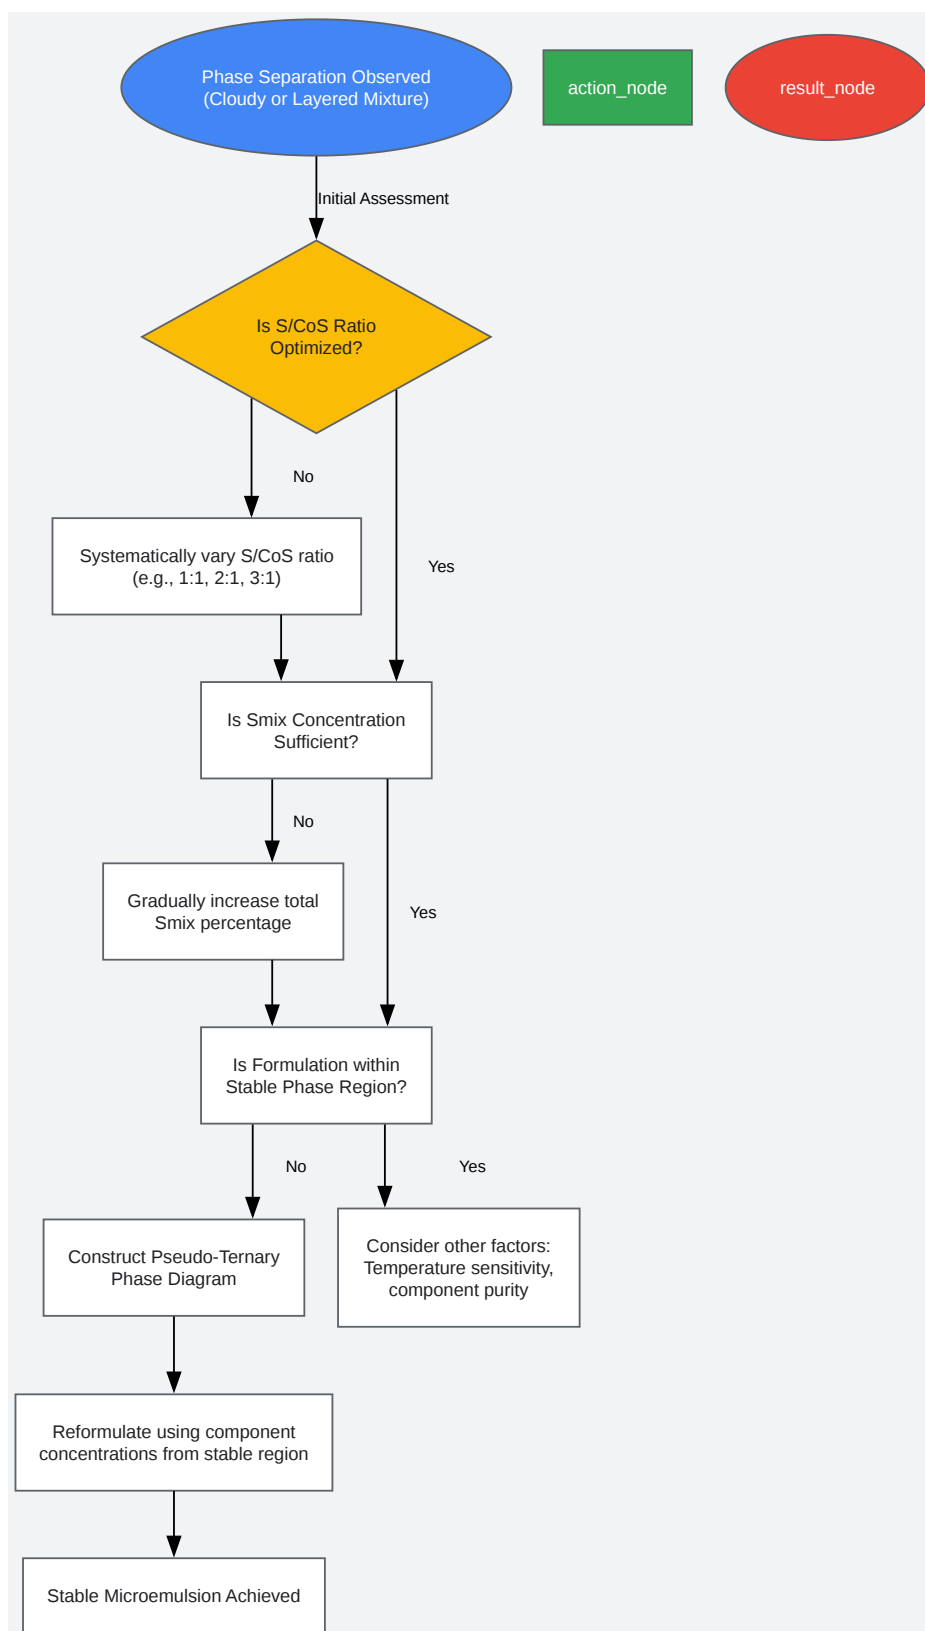 Phase Separation Observed
(Cloudy or Layered Mixture)
action_node
result_node
Initial Assessment
Is S/CoS Ratio
Optimized?
No
Systematically vary S/CoS ratio
(e.g., 1:1, 2:1, 3:1)
Yes
Is Smix Concentration
Sufficient?
No
Gradually increase total
Smix percentage
Yes
Is Formulation within
Stable Phase Region?
No
Yes
Construct Pseudo-Ternary
Phase Diagram
Consider other factors:
Temperature sensitivity,
component purity
Reformulate using component
concentrations from stable region
Stable Microemulsion Achieved